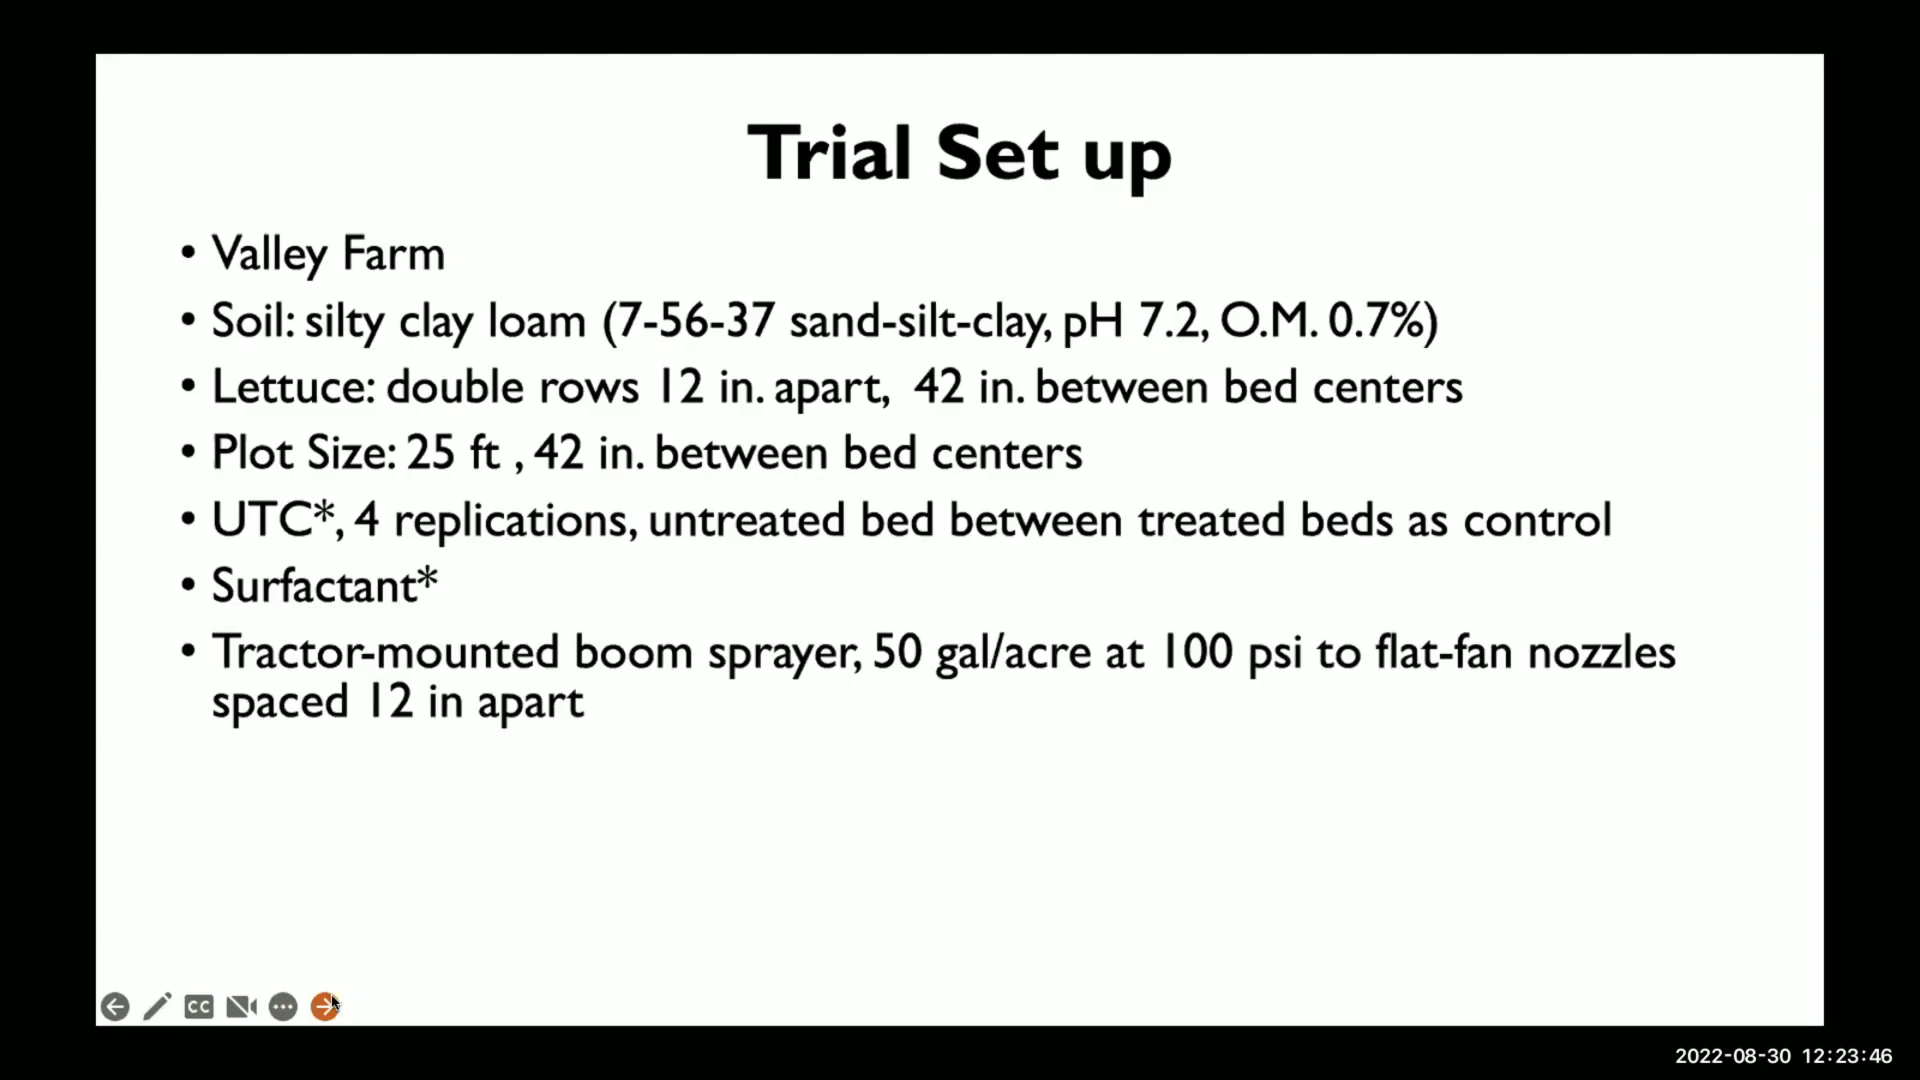 Trial Set up
• Valley Farm
• Soil: silty clay loam (7-56-37 sand-silt-clay, pH 7.2, O.M. 0.7%)
• Lettuce: double rows 12 in. apart,  42 in. between bed centers
• Plot Size: 25 ft , 42 in. between bed centers
• UTC*, 4 replications, untreated bed between treated beds as control
• Surfactant*
• Tractor-mounted boom sprayer, 50 gal/acre at 100 psi to flat-fan nozzles
spaced 12 in apart
CC
2022-08-30 12:23:46